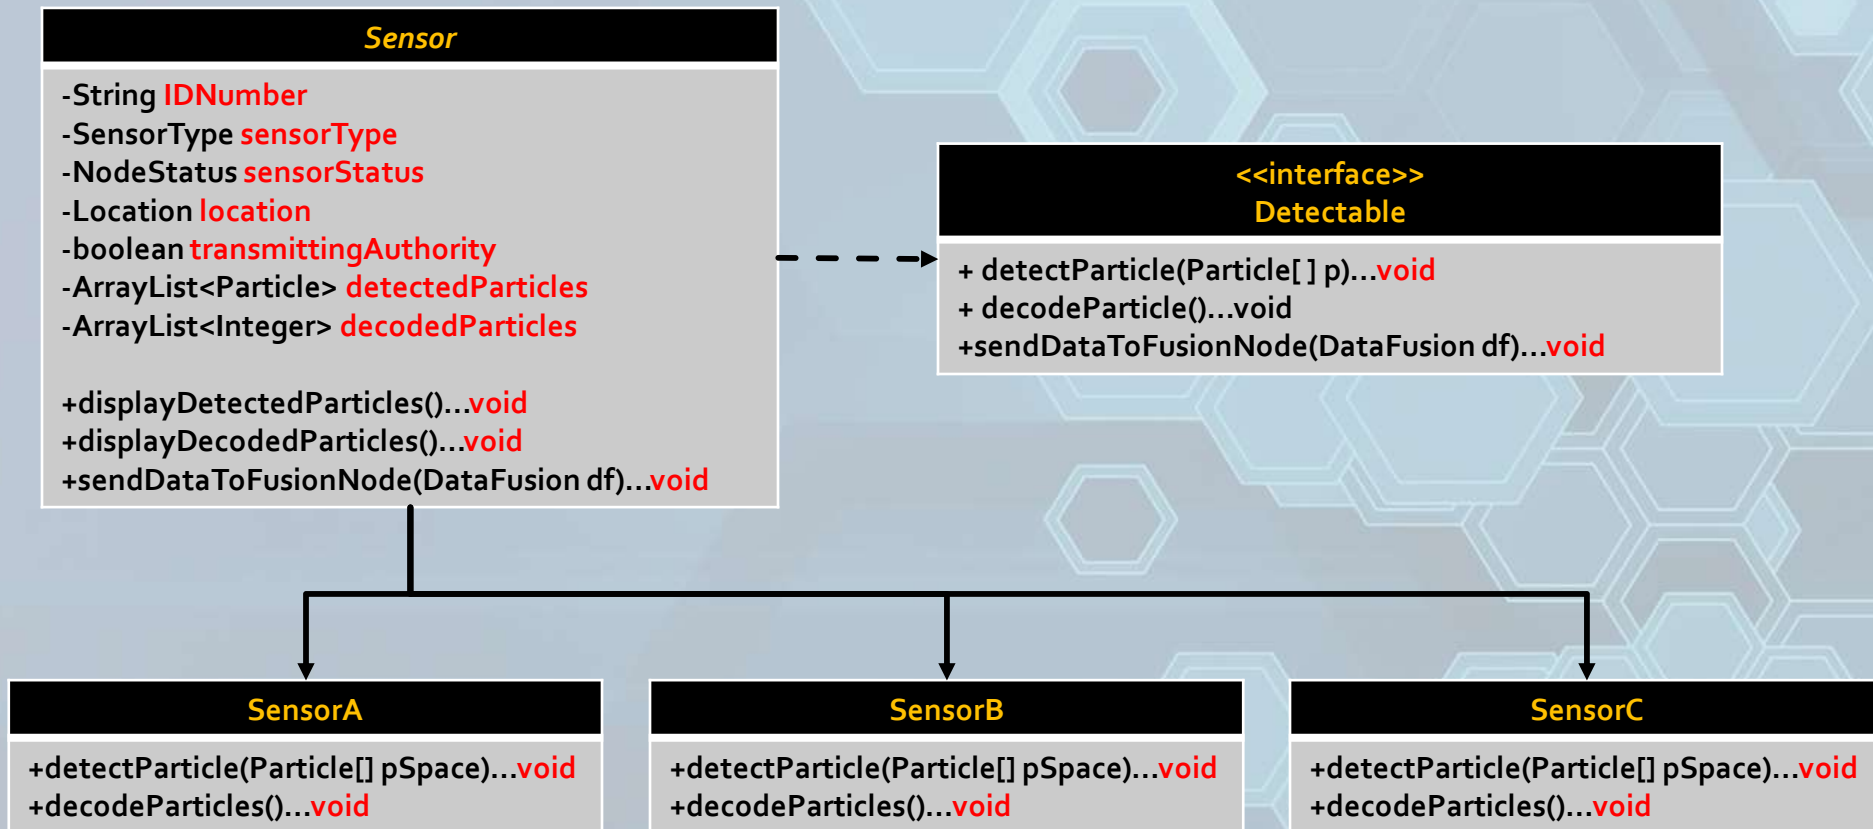 Sensor
-String IDNumber
-SensorType sensorType
-NodeStatus sensorStatus
-Location location
-boolean transmittingAuthority
-ArrayList<Particle> detectedParticles
-ArrayList<Integer> decodedParticles
+displayDetectedParticles()...void
+displayDecodedParticles()...void
+sendDataToFusionNode(DataFusion df)...void
<<interface>>
Detectable
+ detectParticle(Particle[ ] p)...void
+ decodeParticle()...void
+sendDataToFusionNode(DataFusion df)...void
SensorA
+detectParticle(Particle[] pSpace)...void
+decodeParticles()...void
SensorB
+detectParticle(Particle[] pSpace)...void
+decodeParticles()...void
SensorC
+detectParticle(Particle[] pSpace)...void
+decodeParticles()...void